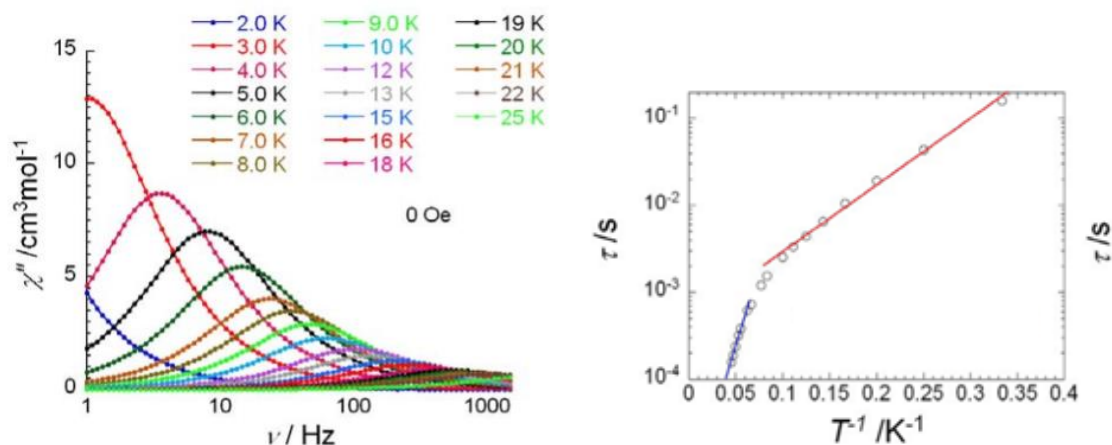 2.0 K 9.0 K 19 K
3.0 K 10 K 20 K
4.0 K 12 K 21 K
5.0 K 13 K 22 K
6.0 K 15 K 25 K
7.0 K 16 K
8.0 K 18 K
0 Oe
15
10
5
0
χ" /cm³mol⁻¹
1 10 100 1000
ν / Hz
10⁻¹
10⁻²
10⁻³
10⁻⁴
τ /s
0 0.05 0.1 0.15 0.2 0.25 0.3 0.35 0.4
T⁻¹ /K⁻¹
τ /s